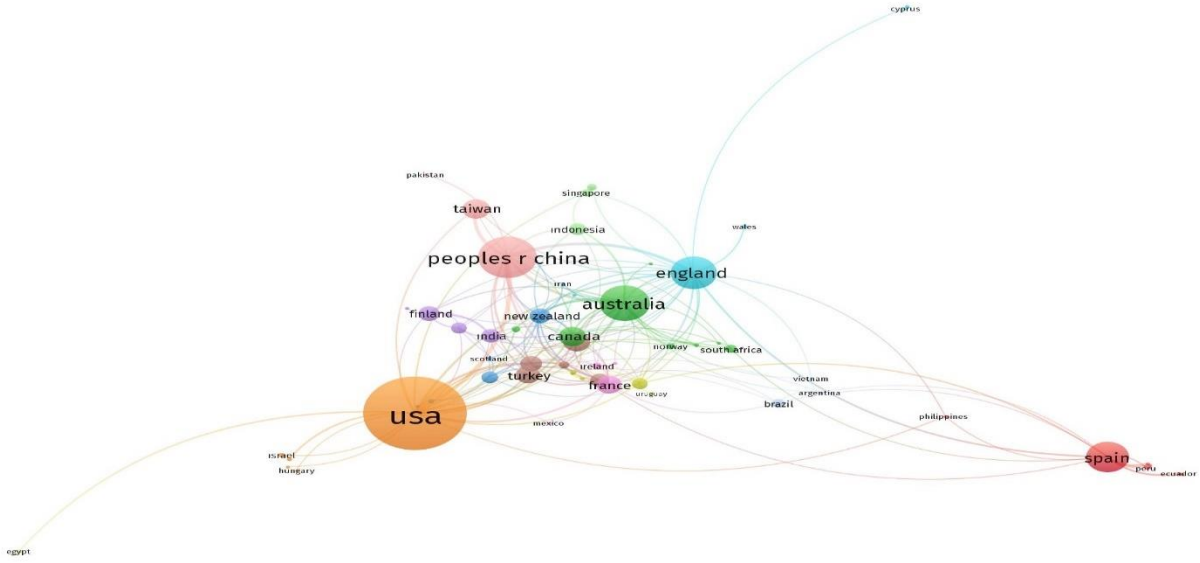 cyprus
pakistan
singapore
taiwan
indonesia
wales
peoples r china
england
iran
australia
finland
new zealand
india
canada
norway
south africa
scotland
ireland
turkey
vietnam
france
uruguay
argentina
brazil
usa
philippines
mexico
israel
spain
hungary
peru
ecuador
egypt